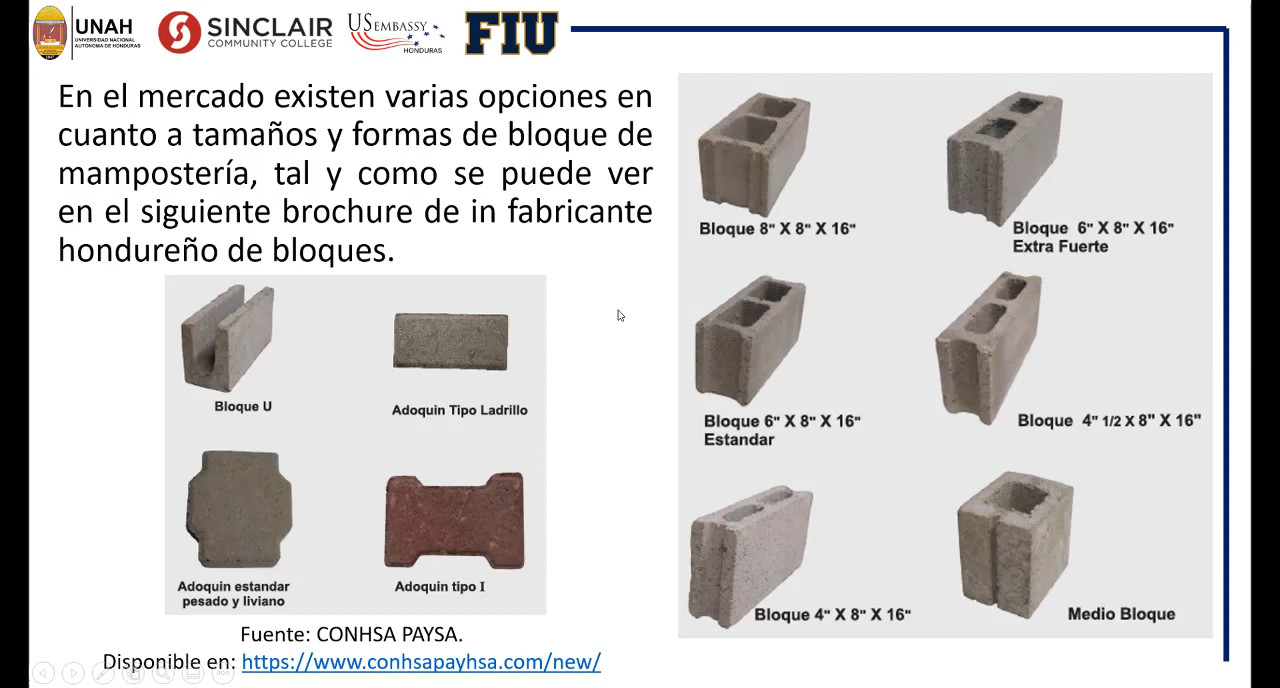 UNAH
UNIVERSIDAD NACIONAL
AUTÓNOMA DE HONDURAS
SINCLAIR
COMMUNITY COLLEGE
US EMBASSY
HONDURAS
FIU
En el mercado existen varias opciones en
cuanto a tamaños y formas de bloque de
mampostería, tal y como se puede ver
en el siguiente brochure de in fabricante
hondureño de bloques.
Bloque U
Adoquin Tipo Ladrillo
Adoquin estandar
pesado y liviano
Adoquin tipo I
Fuente: CONHSA PAYSA.
Disponible en: https://www.conhsapayhsa.com/new/
Bloque 8" X 8" X 16"
Bloque 6" X 8" X 16"
Extra Fuerte
Bloque 6" X 8" X 16"
Estandar
Bloque 4" 1/2 X 8" X 16"
Bloque 4" X 8" X 16"
Medio Bloque